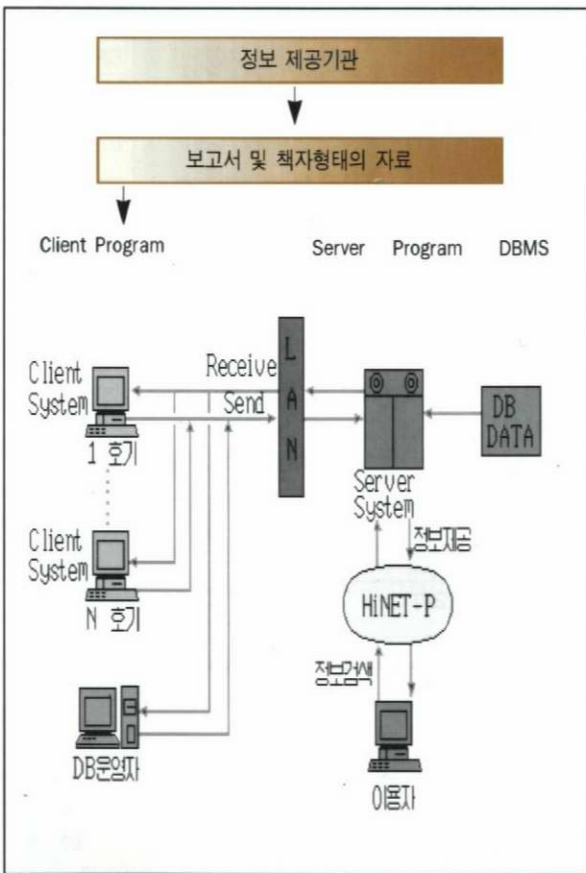 정보 제공기관
보고서 및 책자형태의 자료
Client Program
Server Program DBMS
LAN
Receive
Send
Client
System
1 호기
DB
DATA
Server
System
Client
System
N 호기
정보제공
HiNET-P
정보검색
DB운영자
이용자